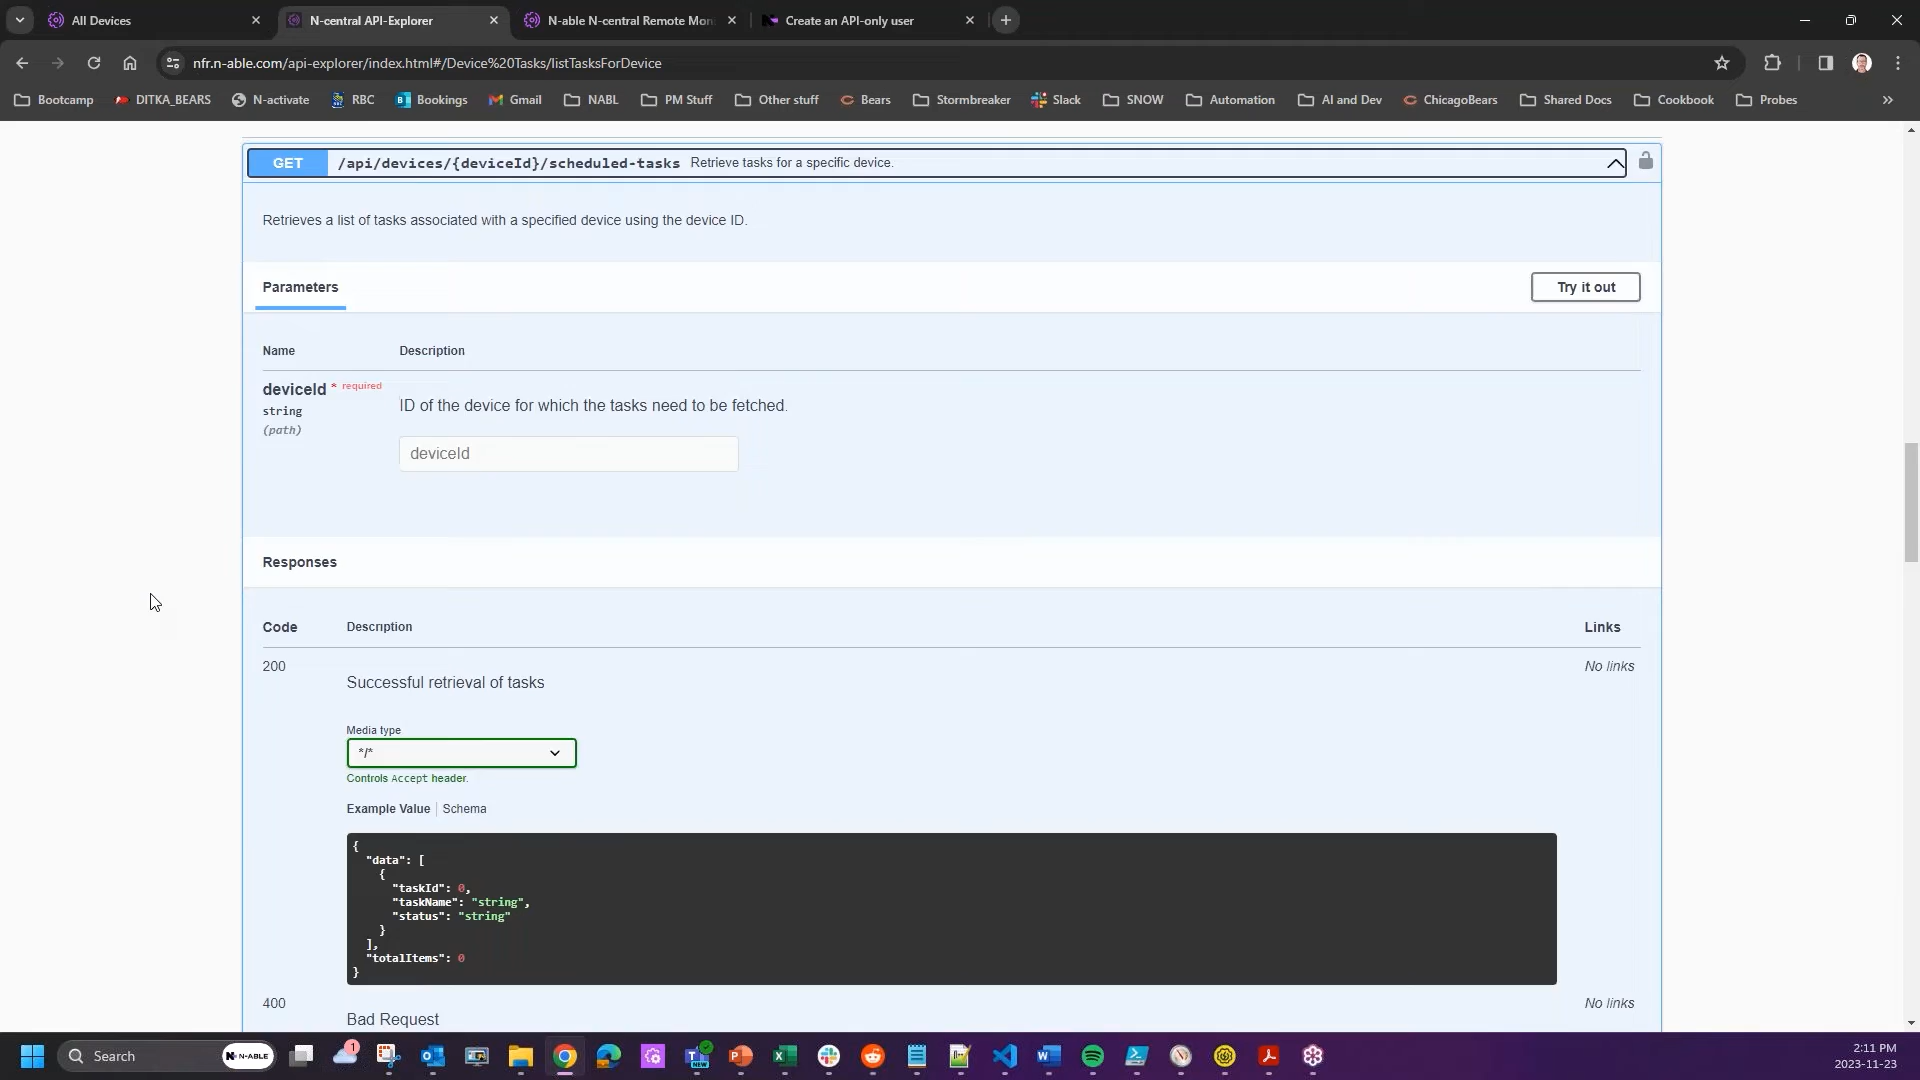 All Devices
N-central API-Explorer
N-able N-central Remote Mon
Create an API-only user
nfr.n-able.com/api-explorer/index.html#/Device%20Tasks/listTasksForDevice
Bootcamp
DITKA_BEARS
N-activate
RBC
Bookings
Gmail
NABL
PM Stuff
Other stuff
Bears
Stormbreaker
Slack
SNOW
Automation
AI and Dev
ChicagoBears
Shared Docs
Cookbook
Probes
GET /api/devices/{deviceId}/scheduled-tasks Retrieve tasks for a specific device.
Retrieves a list of tasks associated with a specified device using the device ID.
Parameters
Try it out
Name Description
deviceId * required
string
(path)
ID of the device for which the tasks need to be fetched.
deviceId
Responses
Code Description Links
200
Successful retrieval of tasks
No links
Media type
*/*
Controls Accept header.
Example Value | Schema
{
"data": [
{
"taskId": 0,
"taskName": "string",
"status": "string"
}
],
"totalItems": 0
}
400
Bad Request
No links
Search
N-ABLE
1
NEW
2:11 PM
2023-11-23